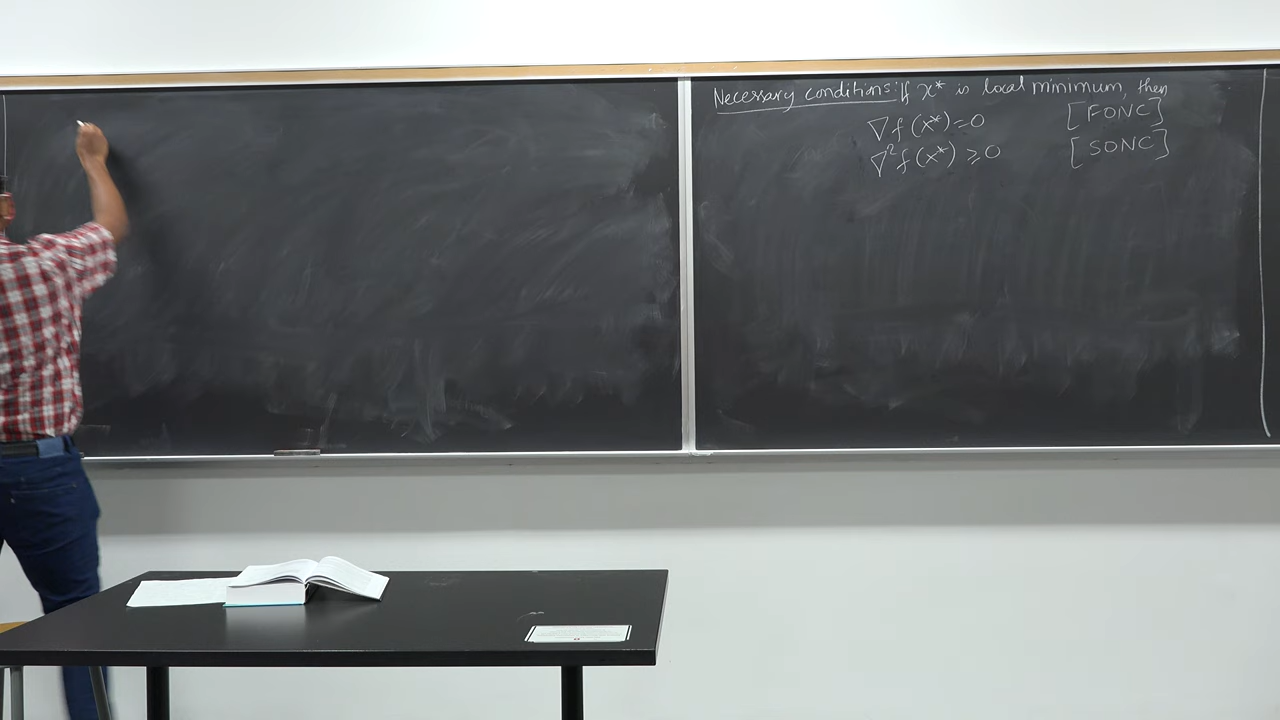 Necessary conditions: If x* is local minimum, then
∇f(x*)=0 [FONC]
∇²f(x*)⩾0 [SONC]